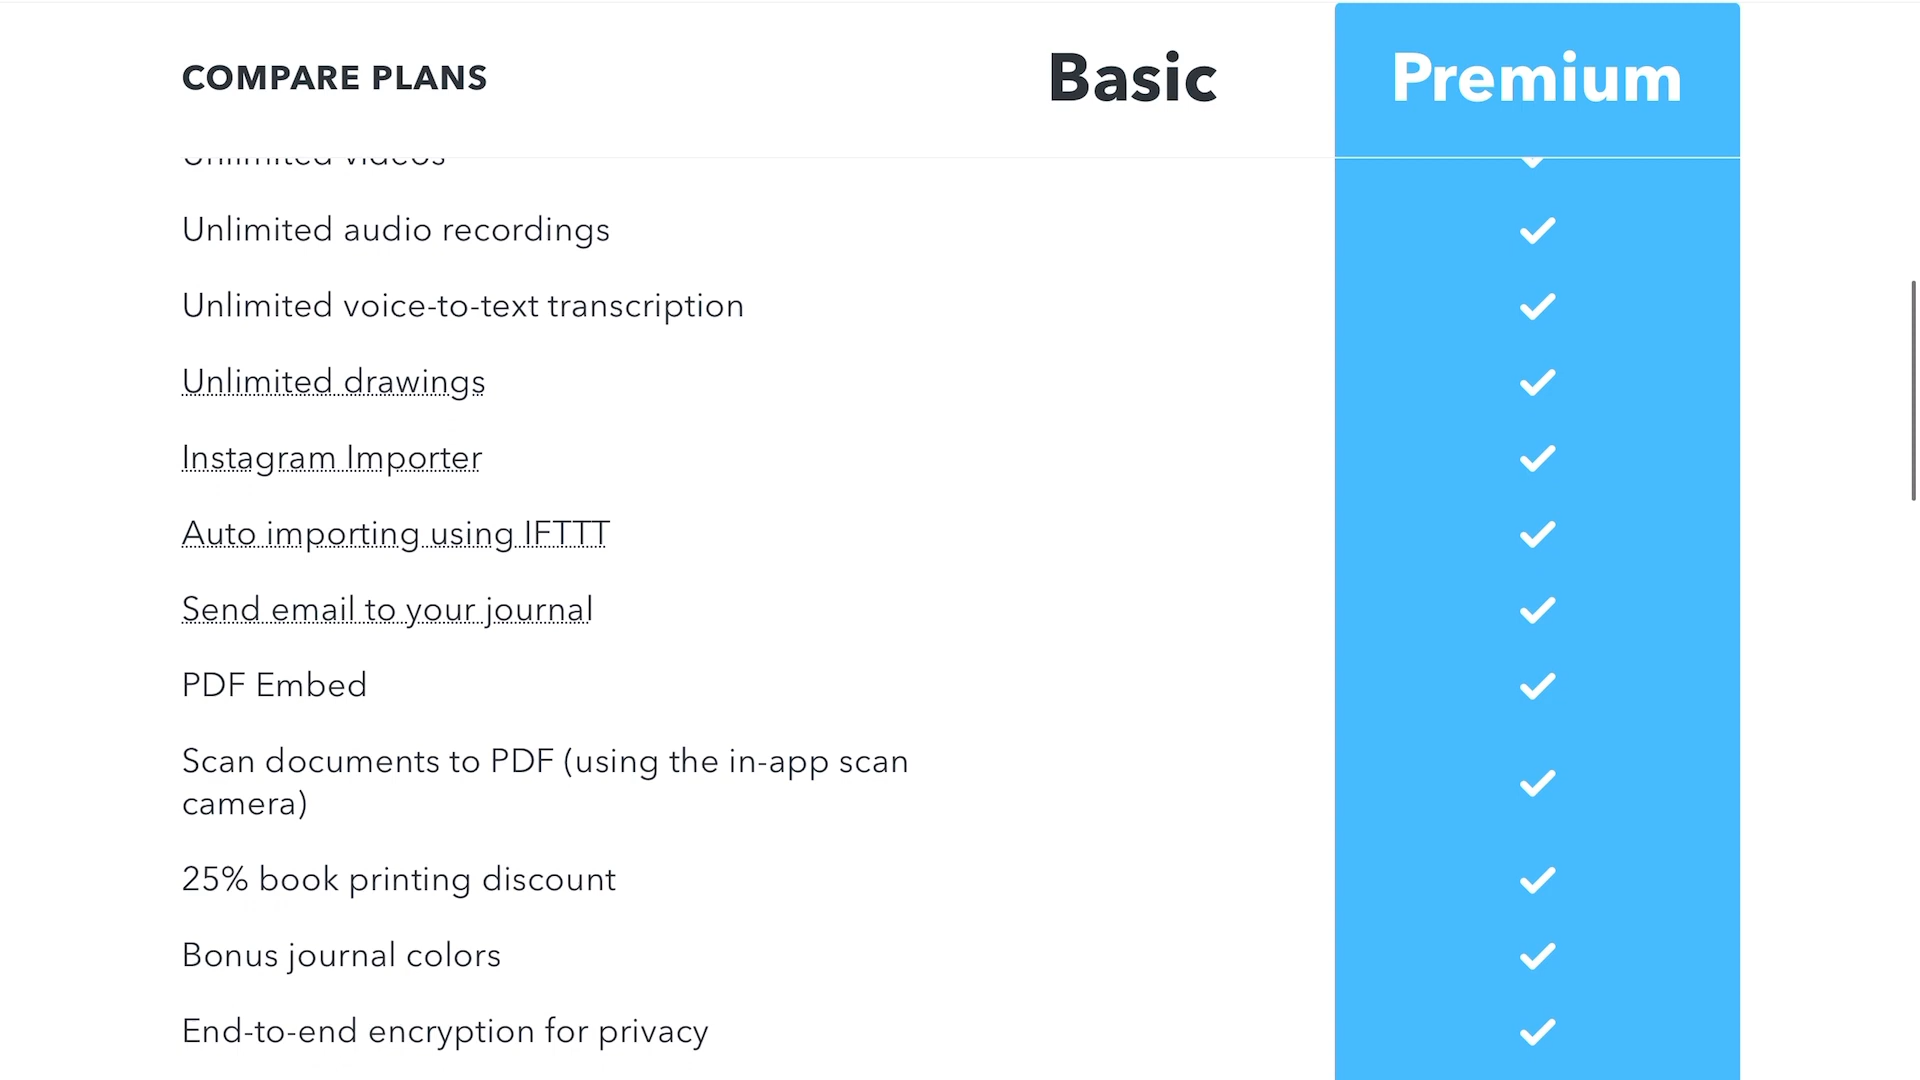 COMPARE PLANS
Basic
Premium
Unlimited videos
Unlimited audio recordings
Unlimited voice-to-text transcription
Unlimited drawings
Instagram Importer
Auto importing using IFTTT
Send email to your journal
PDF Embed
Scan documents to PDF (using the in-app scan
camera)
25% book printing discount
Bonus journal colors
End-to-end encryption for privacy